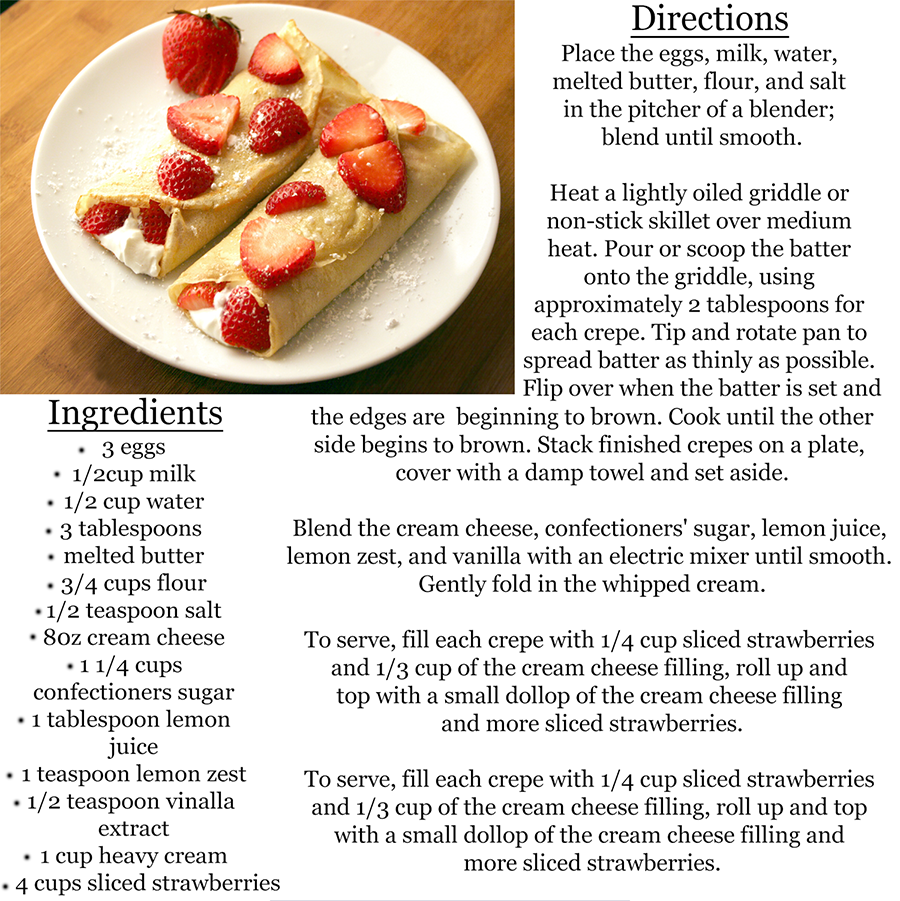 Directions
Place the eggs, milk, water,
melted butter, flour, and salt
in the pitcher of a blender;
blend until smooth.
Heat a lightly oiled griddle or
non-stick skillet over medium
heat. Pour or scoop the batter
onto the griddle, using
approximately 2 tablespoons for
each crepe. Tip and rotate pan to
spread batter as thinly as possible.
Flip over when the batter is set and
the edges are  beginning to brown. Cook until the other
side begins to brown. Stack finished crepes on a plate,
cover with a damp towel and set aside.
Blend the cream cheese, confectioners' sugar, lemon juice,
lemon zest, and vanilla with an electric mixer until smooth.
Gently fold in the whipped cream.
To serve, fill each crepe with 1/4 cup sliced strawberries
and 1/3 cup of the cream cheese filling, roll up and
top with a small dollop of the cream cheese filling
and more sliced strawberries.
To serve, fill each crepe with 1/4 cup sliced strawberries
and 1/3 cup of the cream cheese filling, roll up and top
with a small dollop of the cream cheese filling and
more sliced strawberries.
Ingredients
• 3 eggs
• 1/2cup milk
• 1/2 cup water
• 3 tablespoons
• melted butter
• 3/4 cups flour
• 1/2 teaspoon salt
• 8oz cream cheese
• 1 1/4 cups
confectioners sugar
• 1 tablespoon lemon
juice
• 1 teaspoon lemon zest
• 1/2 teaspoon vinalla
extract
• 1 cup heavy cream
• 4 cups sliced strawberries